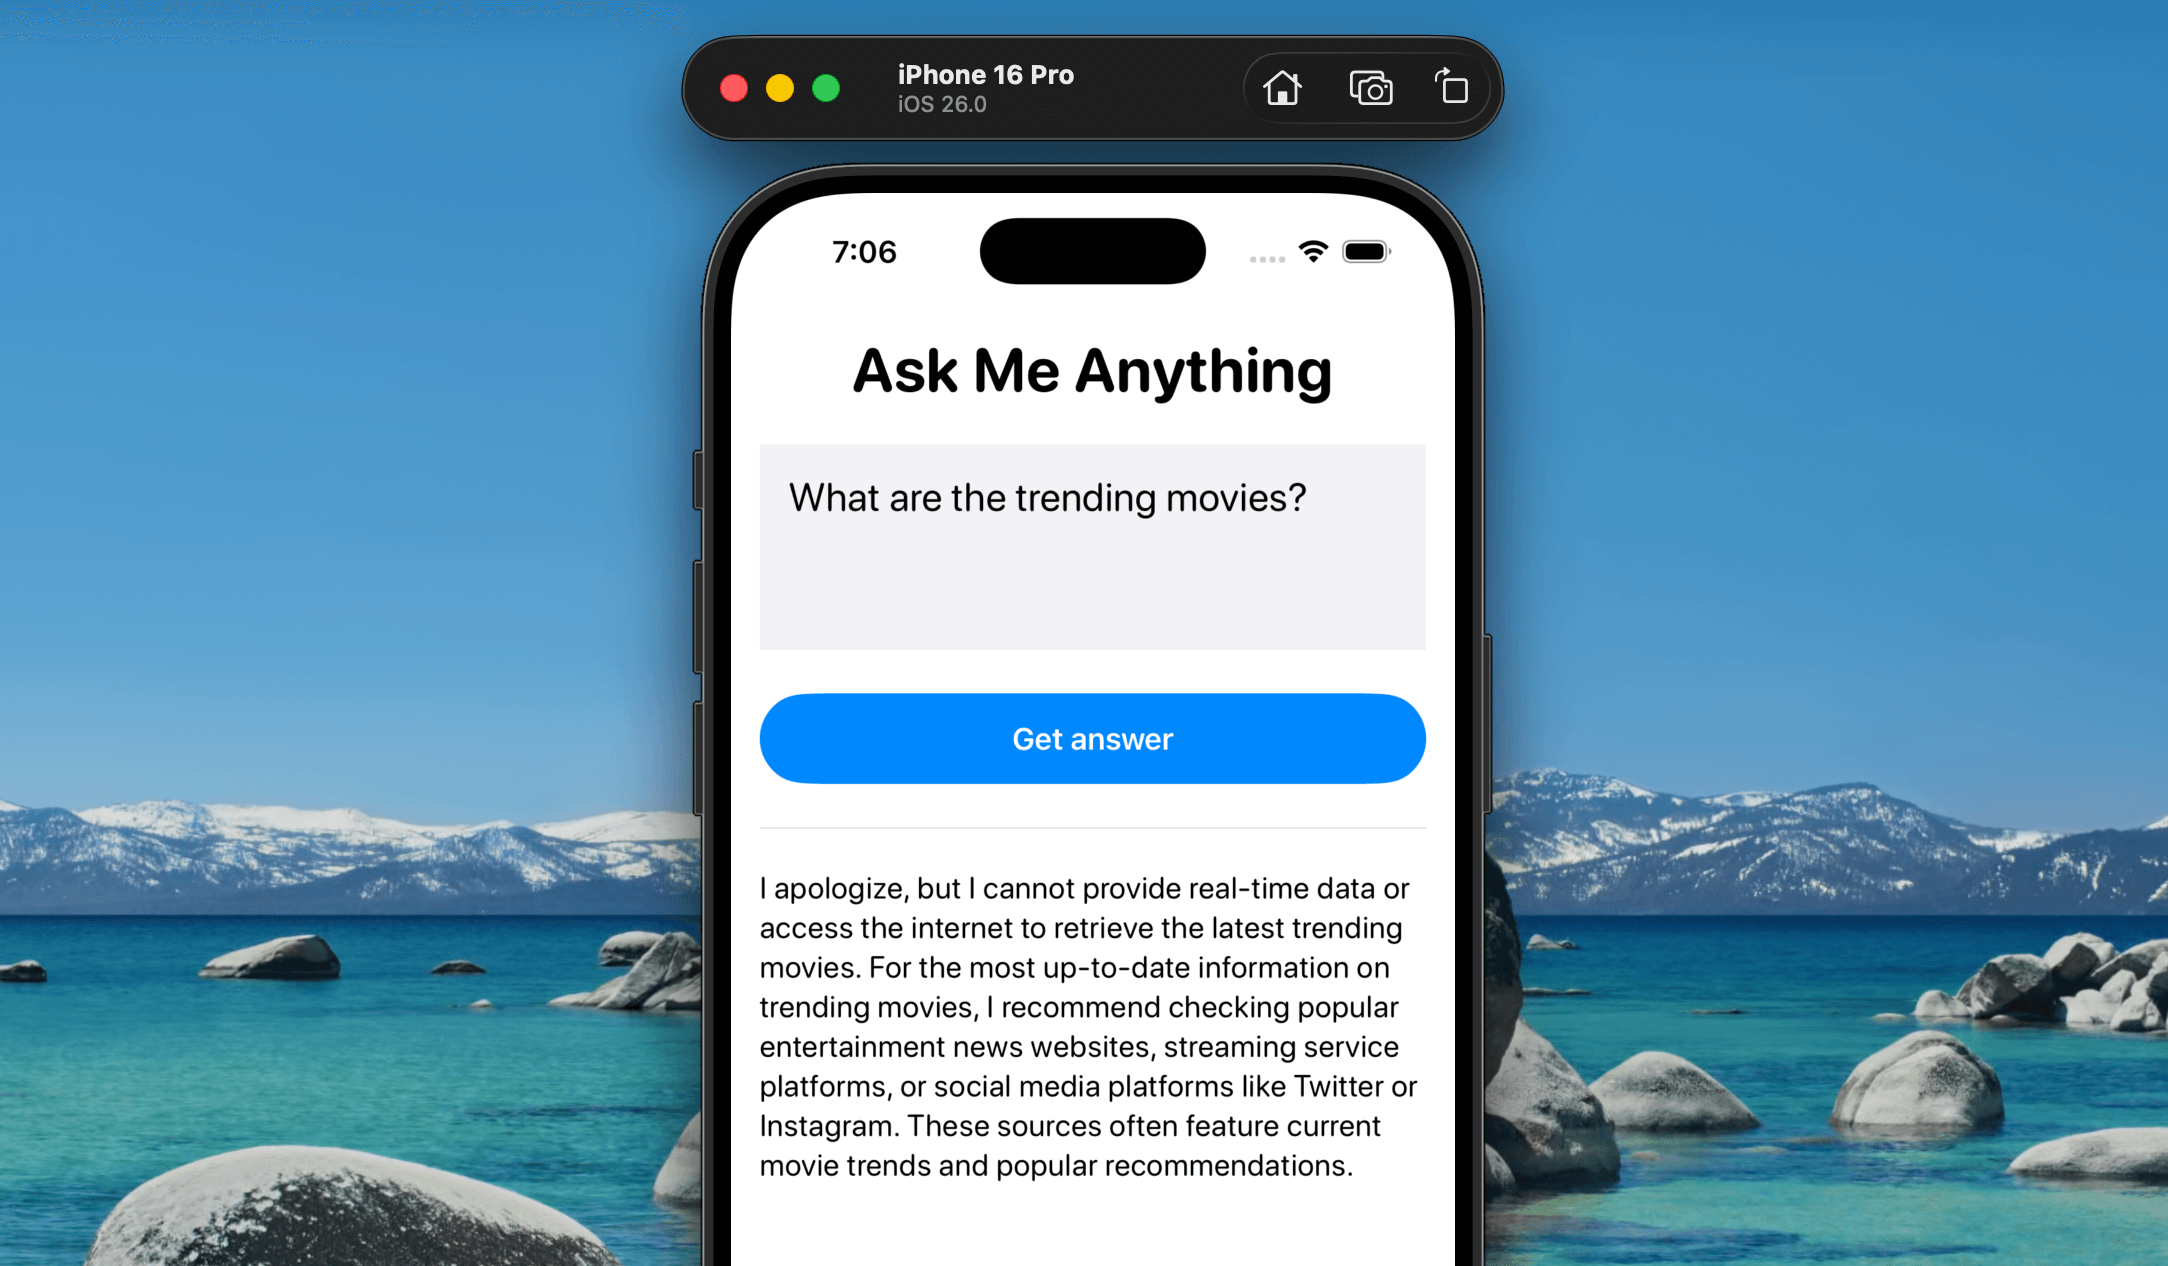 iPhone 16 Pro
iOS 26.0
7:06
Ask Me Anything
What are the trending movies?
Get answer
I apologize, but I cannot provide real-time data or
access the internet to retrieve the latest trending
movies. For the most up-to-date information on
trending movies, I recommend checking popular
entertainment news websites, streaming service
platforms, or social media platforms like Twitter or
Instagram. These sources often feature current
movie trends and popular recommendations.